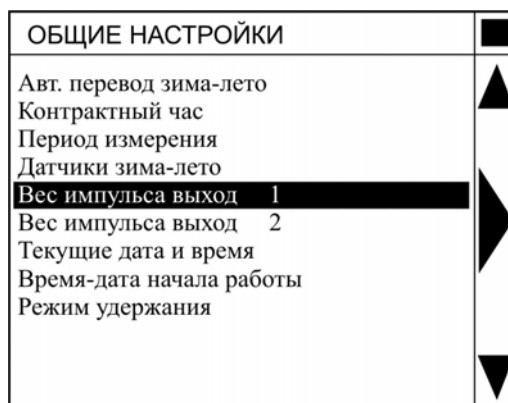 ОБЩИЕ НАСТРОЙКИ
Авт. перевод зима-лето
Контрактный час
Период измерения
Датчики зима-лето
Вес импульса выход 1
Вес импульса выход 2
Текущие дата и время
Время-дата начала работы
Режим удержания